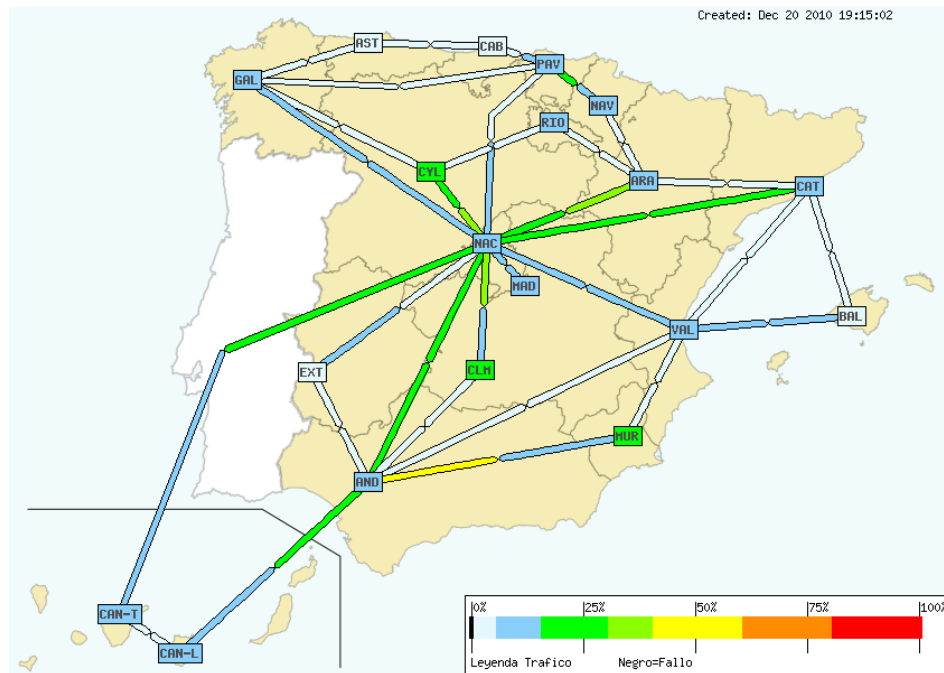 Created: Dec 20 2010 19:15:02
AST
CAB
PAV
GAL
NAV
RIO
CYL
ARA
CAT
NAC
MAD
BAL
VAL
EXT
CLM
MUR
AND
CAN-T
CAN-L
0% 25% 50% 75% 100%
Leyenda Trafico Negro=Fallo